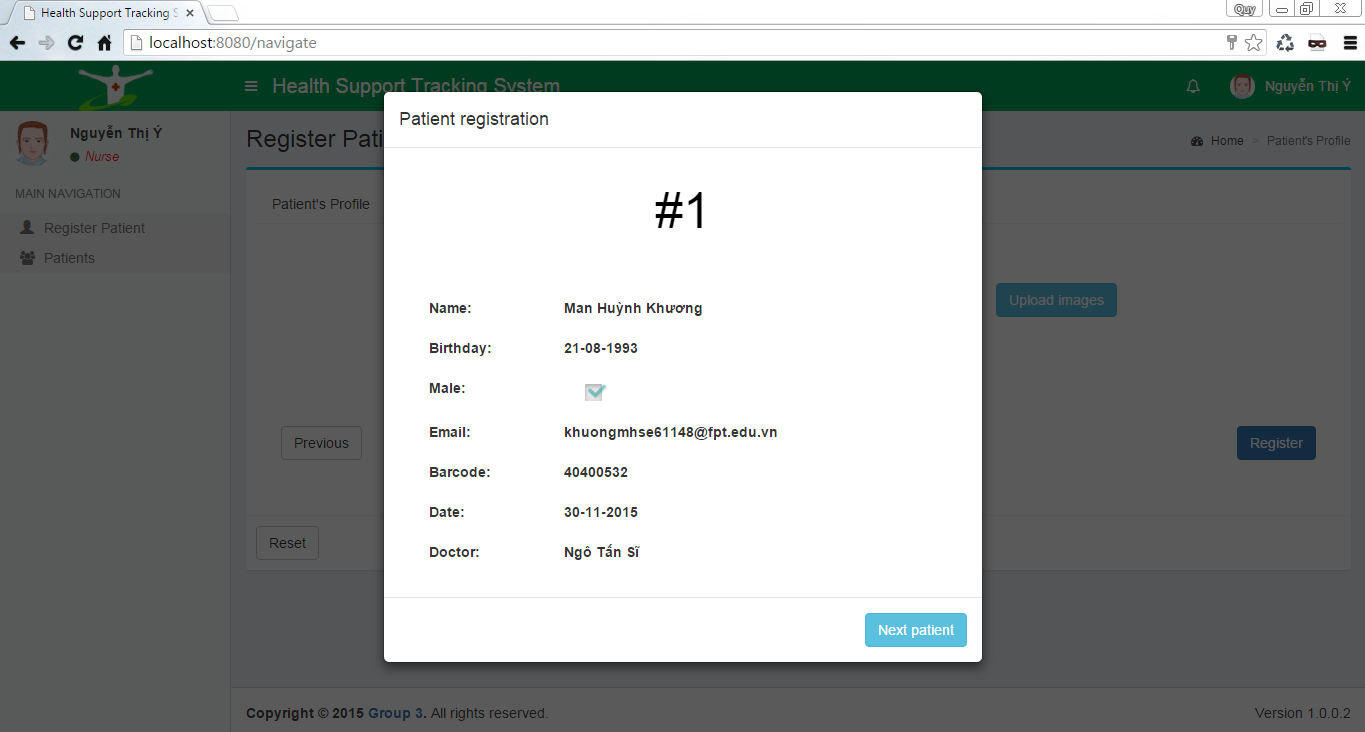 Health Support Tracking S
Quy
localhost:8080/navigate
Health Support Tracking System
Nguyễn Thị Ý
Nguyễn Thị Ý
Nurse
MAIN NAVIGATION
Register Patient
Patients
Register Pati
Home > Patient's Profile
Patient's Profile
Upload images
Previous
Register
Reset
Patient registration
#1
Name: Man Huỳnh Khương
Birthday: 21-08-1993
Male:
Email: khuongmhse61148@fpt.edu.vn
Barcode: 40400532
Date: 30-11-2015
Doctor: Ngô Tấn Sĩ
Next patient
Copyright © 2015 Group 3. All rights reserved.
Version 1.0.0.2